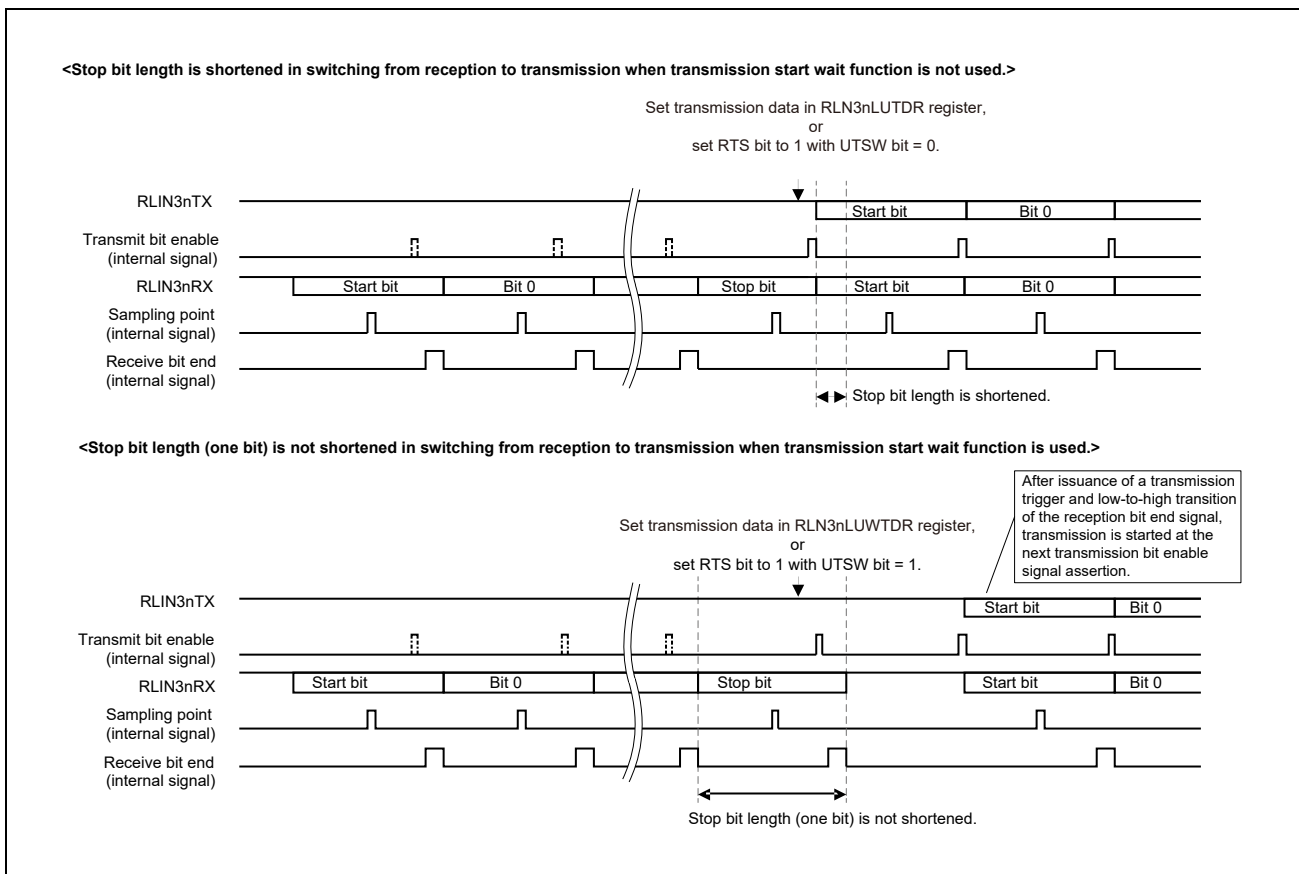 <Stop bit length is shortened in switching from reception to transmission when transmission start wait function is not used.>
Set transmission data in RLN3nLUTDR register,
or
set RTS bit to 1 with UTSW bit = 0.
RLIN3nTX
Start bit
Bit 0
Transmit bit enable
(internal signal)
RLIN3nRX
Start bit
Bit 0
Stop bit
Start bit
Bit 0
Sampling point
(internal signal)
Receive bit end
(internal signal)
Stop bit length is shortened.
<Stop bit length (one bit) is not shortened in switching from reception to transmission when transmission start wait function is used.>
After issuance of a transmission
trigger and low-to-high transition
of the reception bit end signal,
transmission is started at the
next transmission bit enable
signal assertion.
Set transmission data in RLN3nLUWTDR register,
or
set RTS bit to 1 with UTSW bit = 1.
RLIN3nTX
Start bit
Bit 0
Transmit bit enable
(internal signal)
RLIN3nRX
Start bit
Bit 0
Stop bit
Start bit
Bit 0
Sampling point
(internal signal)
Receive bit end
(internal signal)
Stop bit length (one bit) is not shortened.